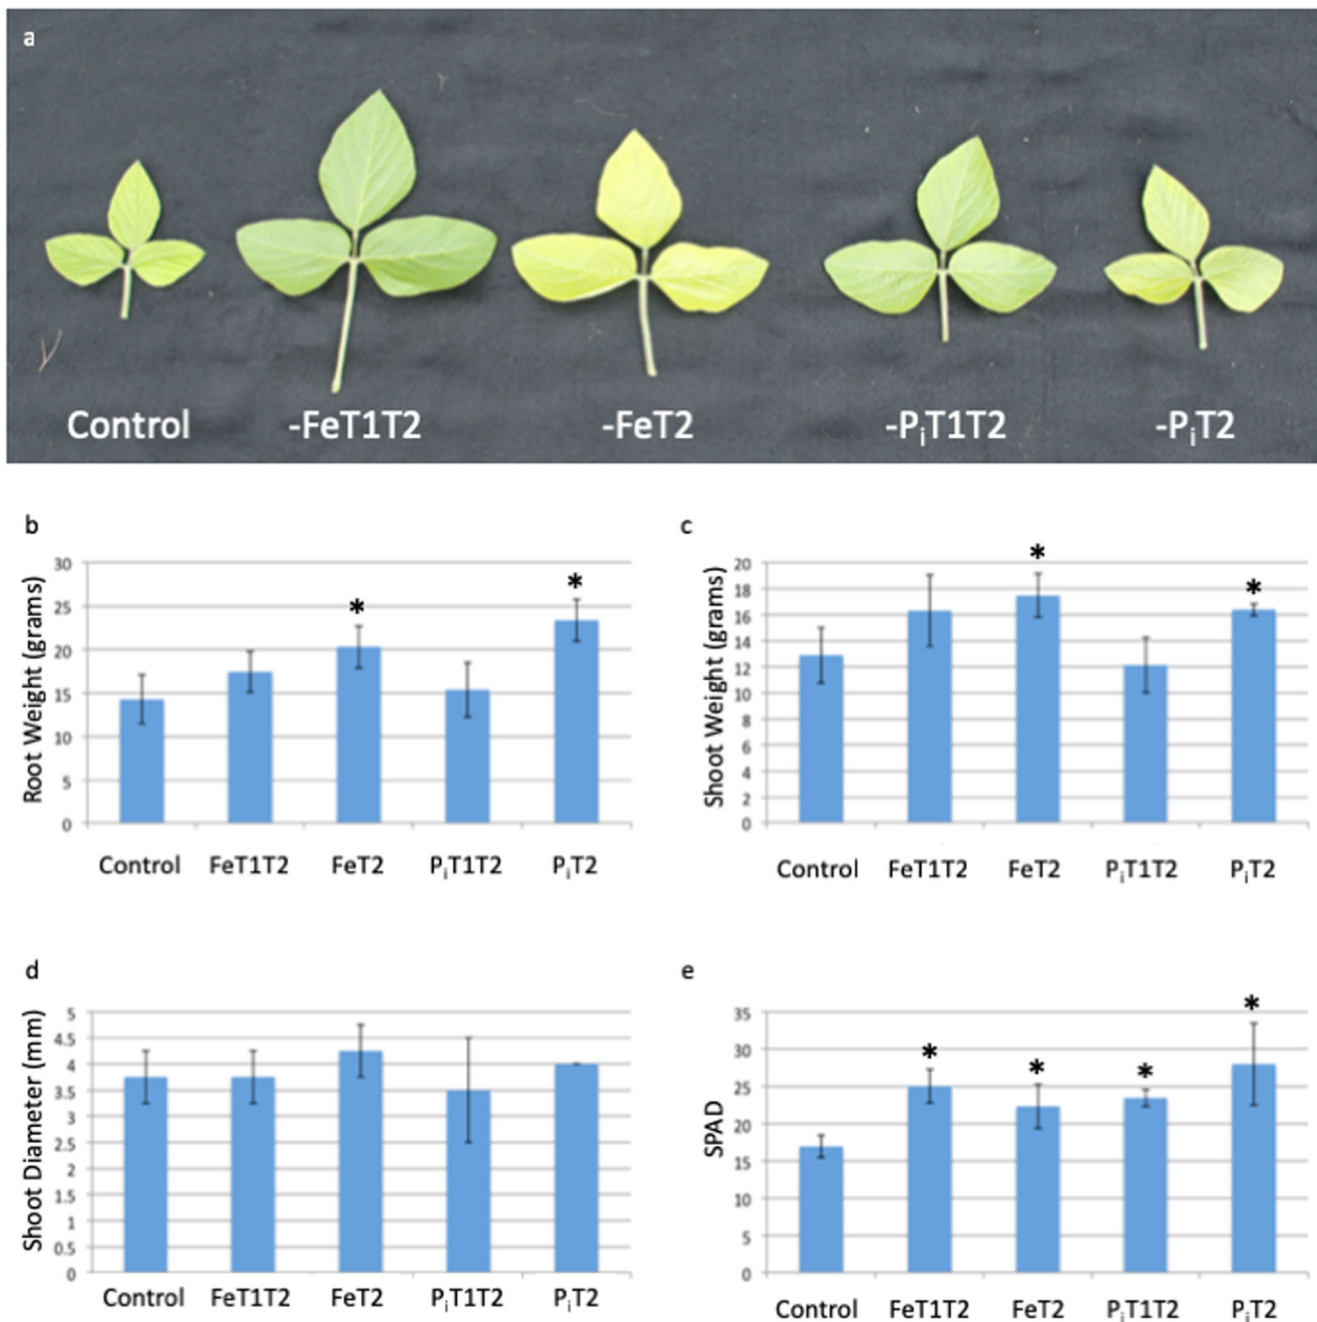 a
Control -FeT1T2 -FeT2 -PiT1T2 -PiT2
b
Root Weight (grams)
30
25
20
15
10
5
0
* *
Control FeT1T2 FeT2 PiT1T2 PiT2
c
Shoot Weight (grams)
20
18
16
14
12
10
8
6
4
2
0
* *
Control FeT1T2 FeT2 PiT1T2 PiT2
d
Shoot Diameter (mm)
5
4.5
4
3.5
3
2.5
2
1.5
1
0.5
0
Control FeT1T2 FeT2 PiT1T2 PiT2
e
SPAD
35
30
25
20
15
10
5
0
* * * *
Control FeT1T2 FeT2 PiT1T2 PiT2